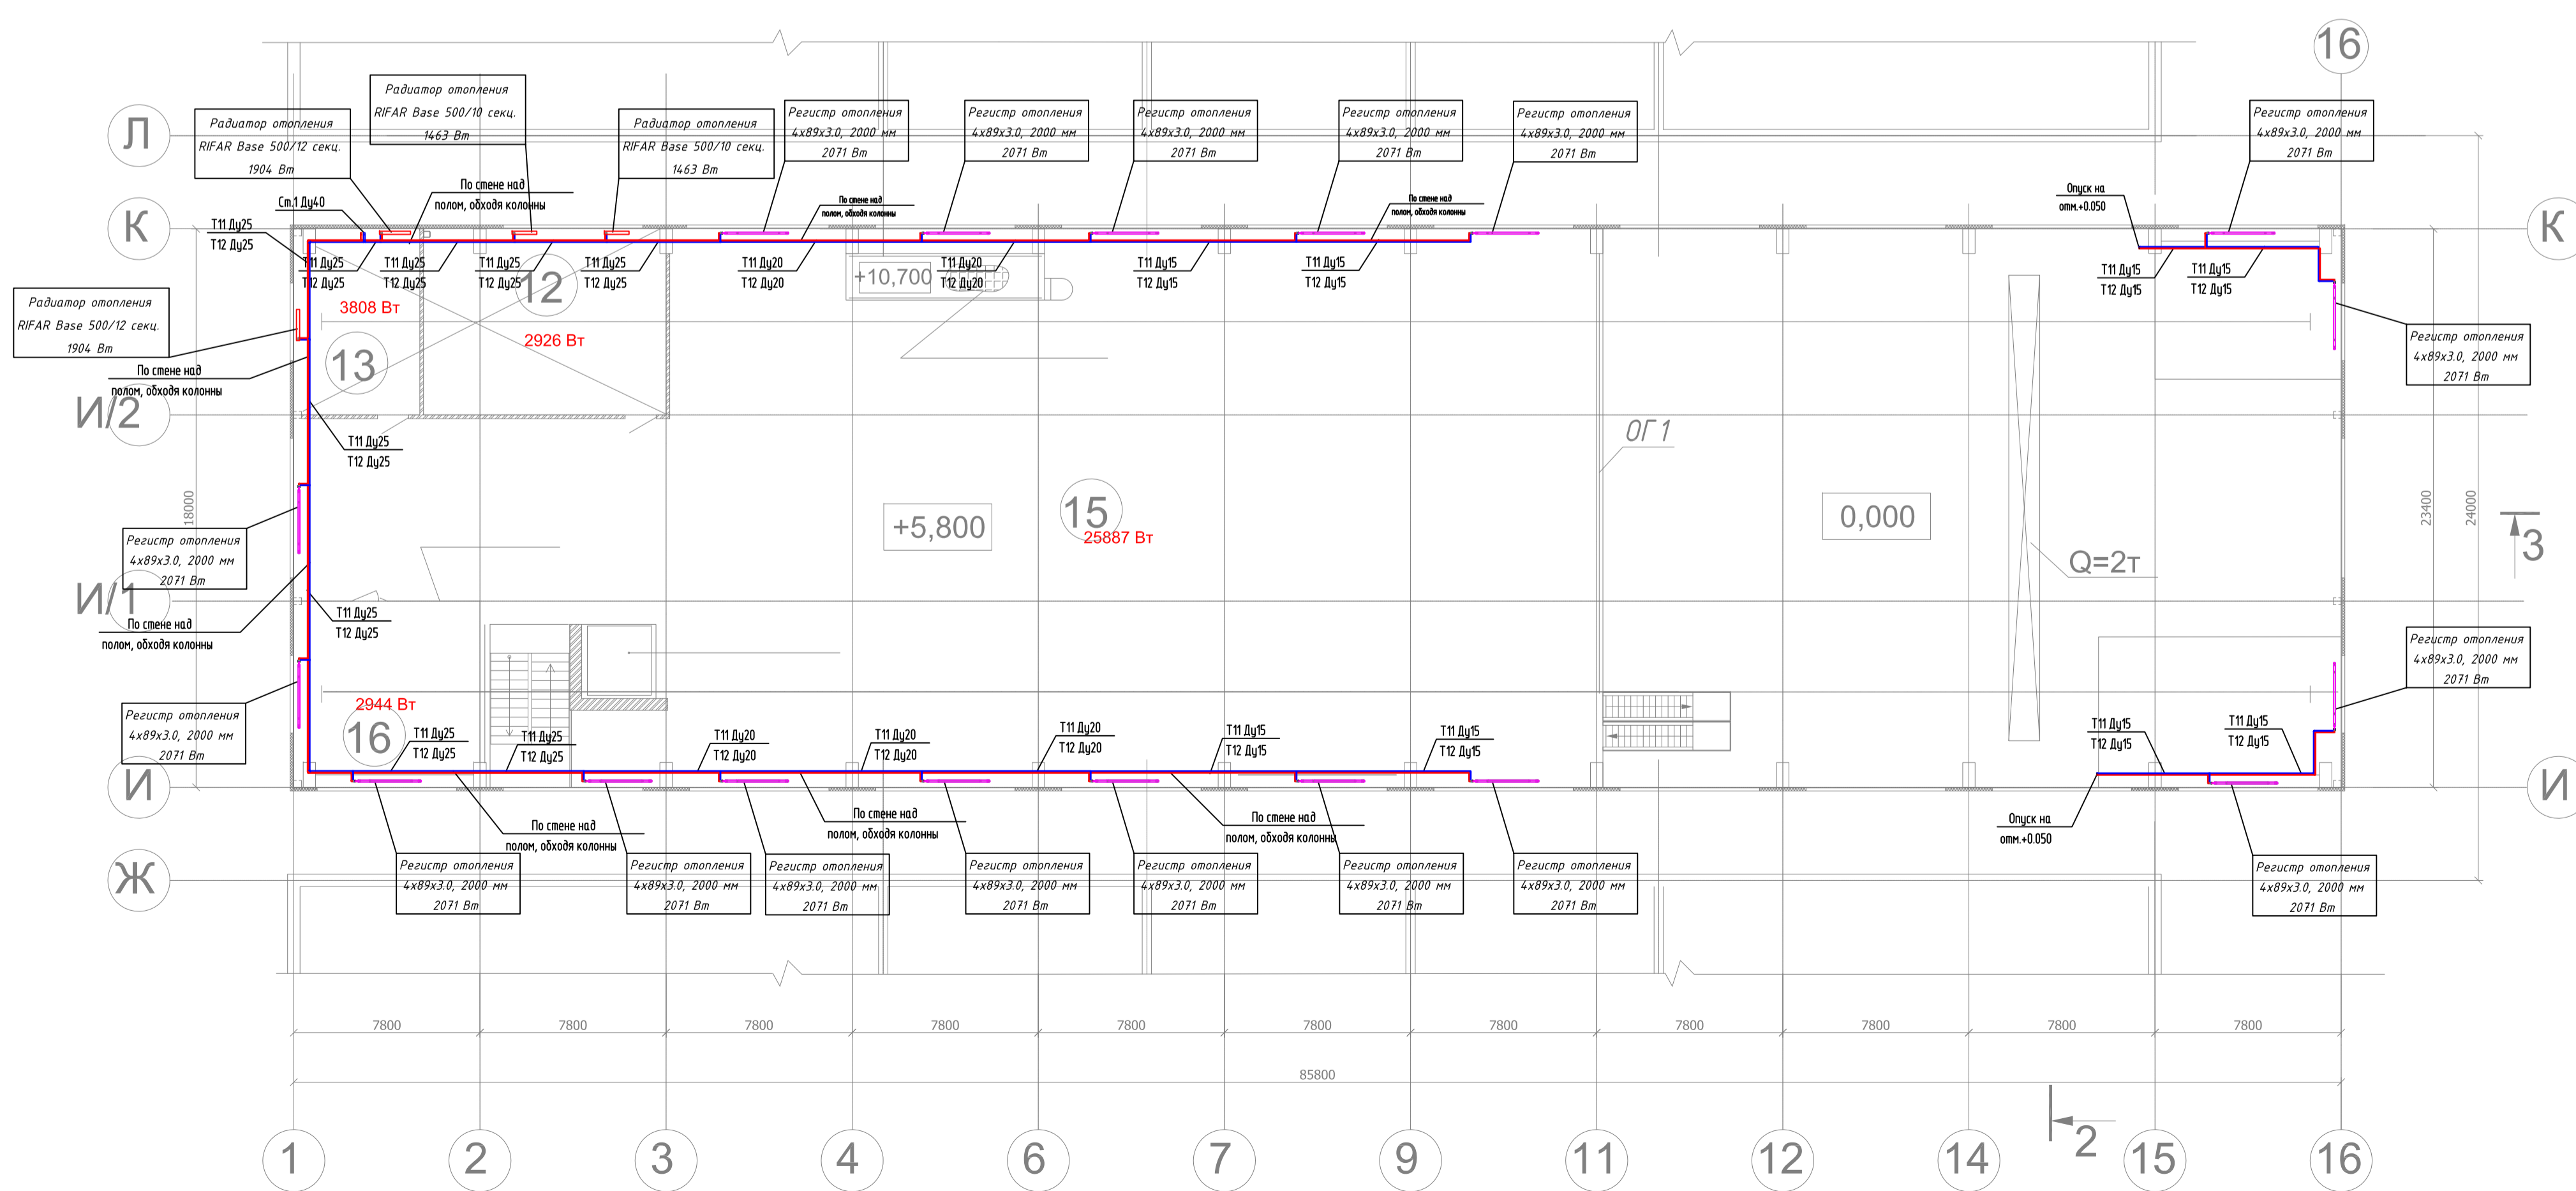 16
Л
К
И/2
И/1
И
Ж
К
И
Радиатор отопления
RIFAR Base 500/12 секц.
1904 Вт
Радиатор отопления
RIFAR Base 500/10 секц.
1463 Вт
Радиатор отопления
RIFAR Base 500/10 секц.
1463 Вт
Регистр отопления
4х89х3.0, 2000 мм
2071 Вт
Регистр отопления
4х89х3.0, 2000 мм
2071 Вт
Регистр отопления
4х89х3.0, 2000 мм
2071 Вт
Регистр отопления
4х89х3.0, 2000 мм
2071 Вт
Регистр отопления
4х89х3.0, 2000 мм
2071 Вт
Регистр отопления
4х89х3.0, 2000 мм
2071 Вт
Ст.1 Ду40
По стене над
полом, обходя колонны
По стене над
полом, обходя колонны
По стене над
полом, обходя колонны
Опуск на
отм.+0.050
Т11 Ду25
Т12 Ду25
Т11 Ду25
Т12 Ду25
Т11 Ду25
Т12 Ду25
Т11 Ду25
Т12 Ду25
Т11 Ду25
Т12 Ду25
Т11 Ду20
Т12 Ду20
Т11 Ду20
Т12 Ду20
Т11 Ду15
Т12 Ду15
Т11 Ду15
Т12 Ду15
Т11 Ду15
Т12 Ду15
Т11 Ду15
Т12 Ду15
+10,700
12
3808 Вт
2926 Вт
13
Радиатор отопления
RIFAR Base 500/12 секц.
1904 Вт
По стене над
полом, обходя колонны
Регистр отопления
4х89х3.0, 2000 мм
2071 Вт
Т11 Ду25
Т12 Ду25
ОГ1
18000
23400
24000
+5,800
15
25887 Вт
0,000
Q=2т
3
Регистр отопления
4х89х3.0, 2000 мм
2071 Вт
По стене над
полом, обходя колонны
Т11 Ду25
Т12 Ду25
Регистр отопления
4х89х3.0, 2000 мм
2071 Вт
Регистр отопления
4х89х3.0, 2000 мм
2071 Вт
2944 Вт
16
Т11 Ду25
Т12 Ду25
Т11 Ду25
Т12 Ду25
Т11 Ду20
Т12 Ду20
Т11 Ду20
Т12 Ду20
Т11 Ду20
Т12 Ду20
Т11 Ду15
Т12 Ду15
Т11 Ду15
Т12 Ду15
Т11 Ду15
Т12 Ду15
Т11 Ду15
Т12 Ду15
По стене над
полом, обходя колонны
По стене над
полом, обходя колонны
По стене над
полом, обходя колонны
Опуск на
отм.+0.050
Регистр отопления
4х89х3.0, 2000 мм
2071 Вт
Регистр отопления
4х89х3.0, 2000 мм
2071 Вт
Регистр отопления
4х89х3.0, 2000 мм
2071 Вт
Регистр отопления
4х89х3.0, 2000 мм
2071 Вт
Регистр отопления
4х89х3.0, 2000 мм
2071 Вт
Регистр отопления
4х89х3.0, 2000 мм
2071 Вт
Регистр отопления
4х89х3.0, 2000 мм
2071 Вт
Регистр отопления
4х89х3.0, 2000 мм
2071 Вт
7800 7800 7800 7800 7800 7800 7800 7800 7800 7800 7800
85800
2
1 2 3 4 6 7 9 11 12 14 15 16